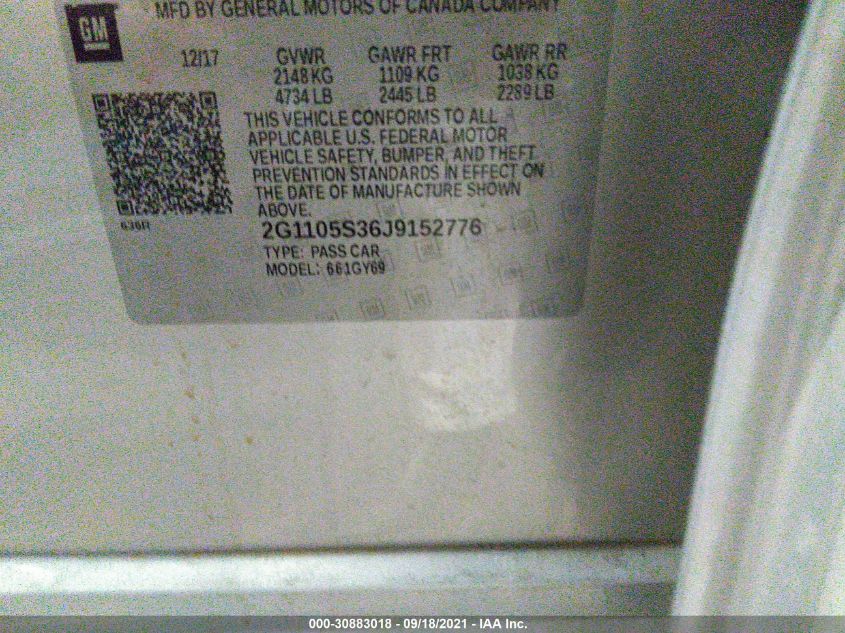 MFD BY GENERAL MOTORS OF CANADA COMPANY
GM
12/17 GVWR GAWR FRT GAWR RR
2148 KG 1109 KG 1038 KG
4734 LB 2445 LB 2289 LB
THIS VEHICLE CONFORMS TO ALL
APPLICABLE U.S. FEDERAL MOTOR
VEHICLE SAFETY, BUMPER, AND THEFT
PREVENTION STANDARDS IN EFFECT ON
THE DATE OF MANUFACTURE SHOWN
ABOVE.
636R
2G1105S36J9152776
TYPE: PASS CAR
MODEL: 661GY69
000-30883018 - 09/18/2021 - IAA Inc.